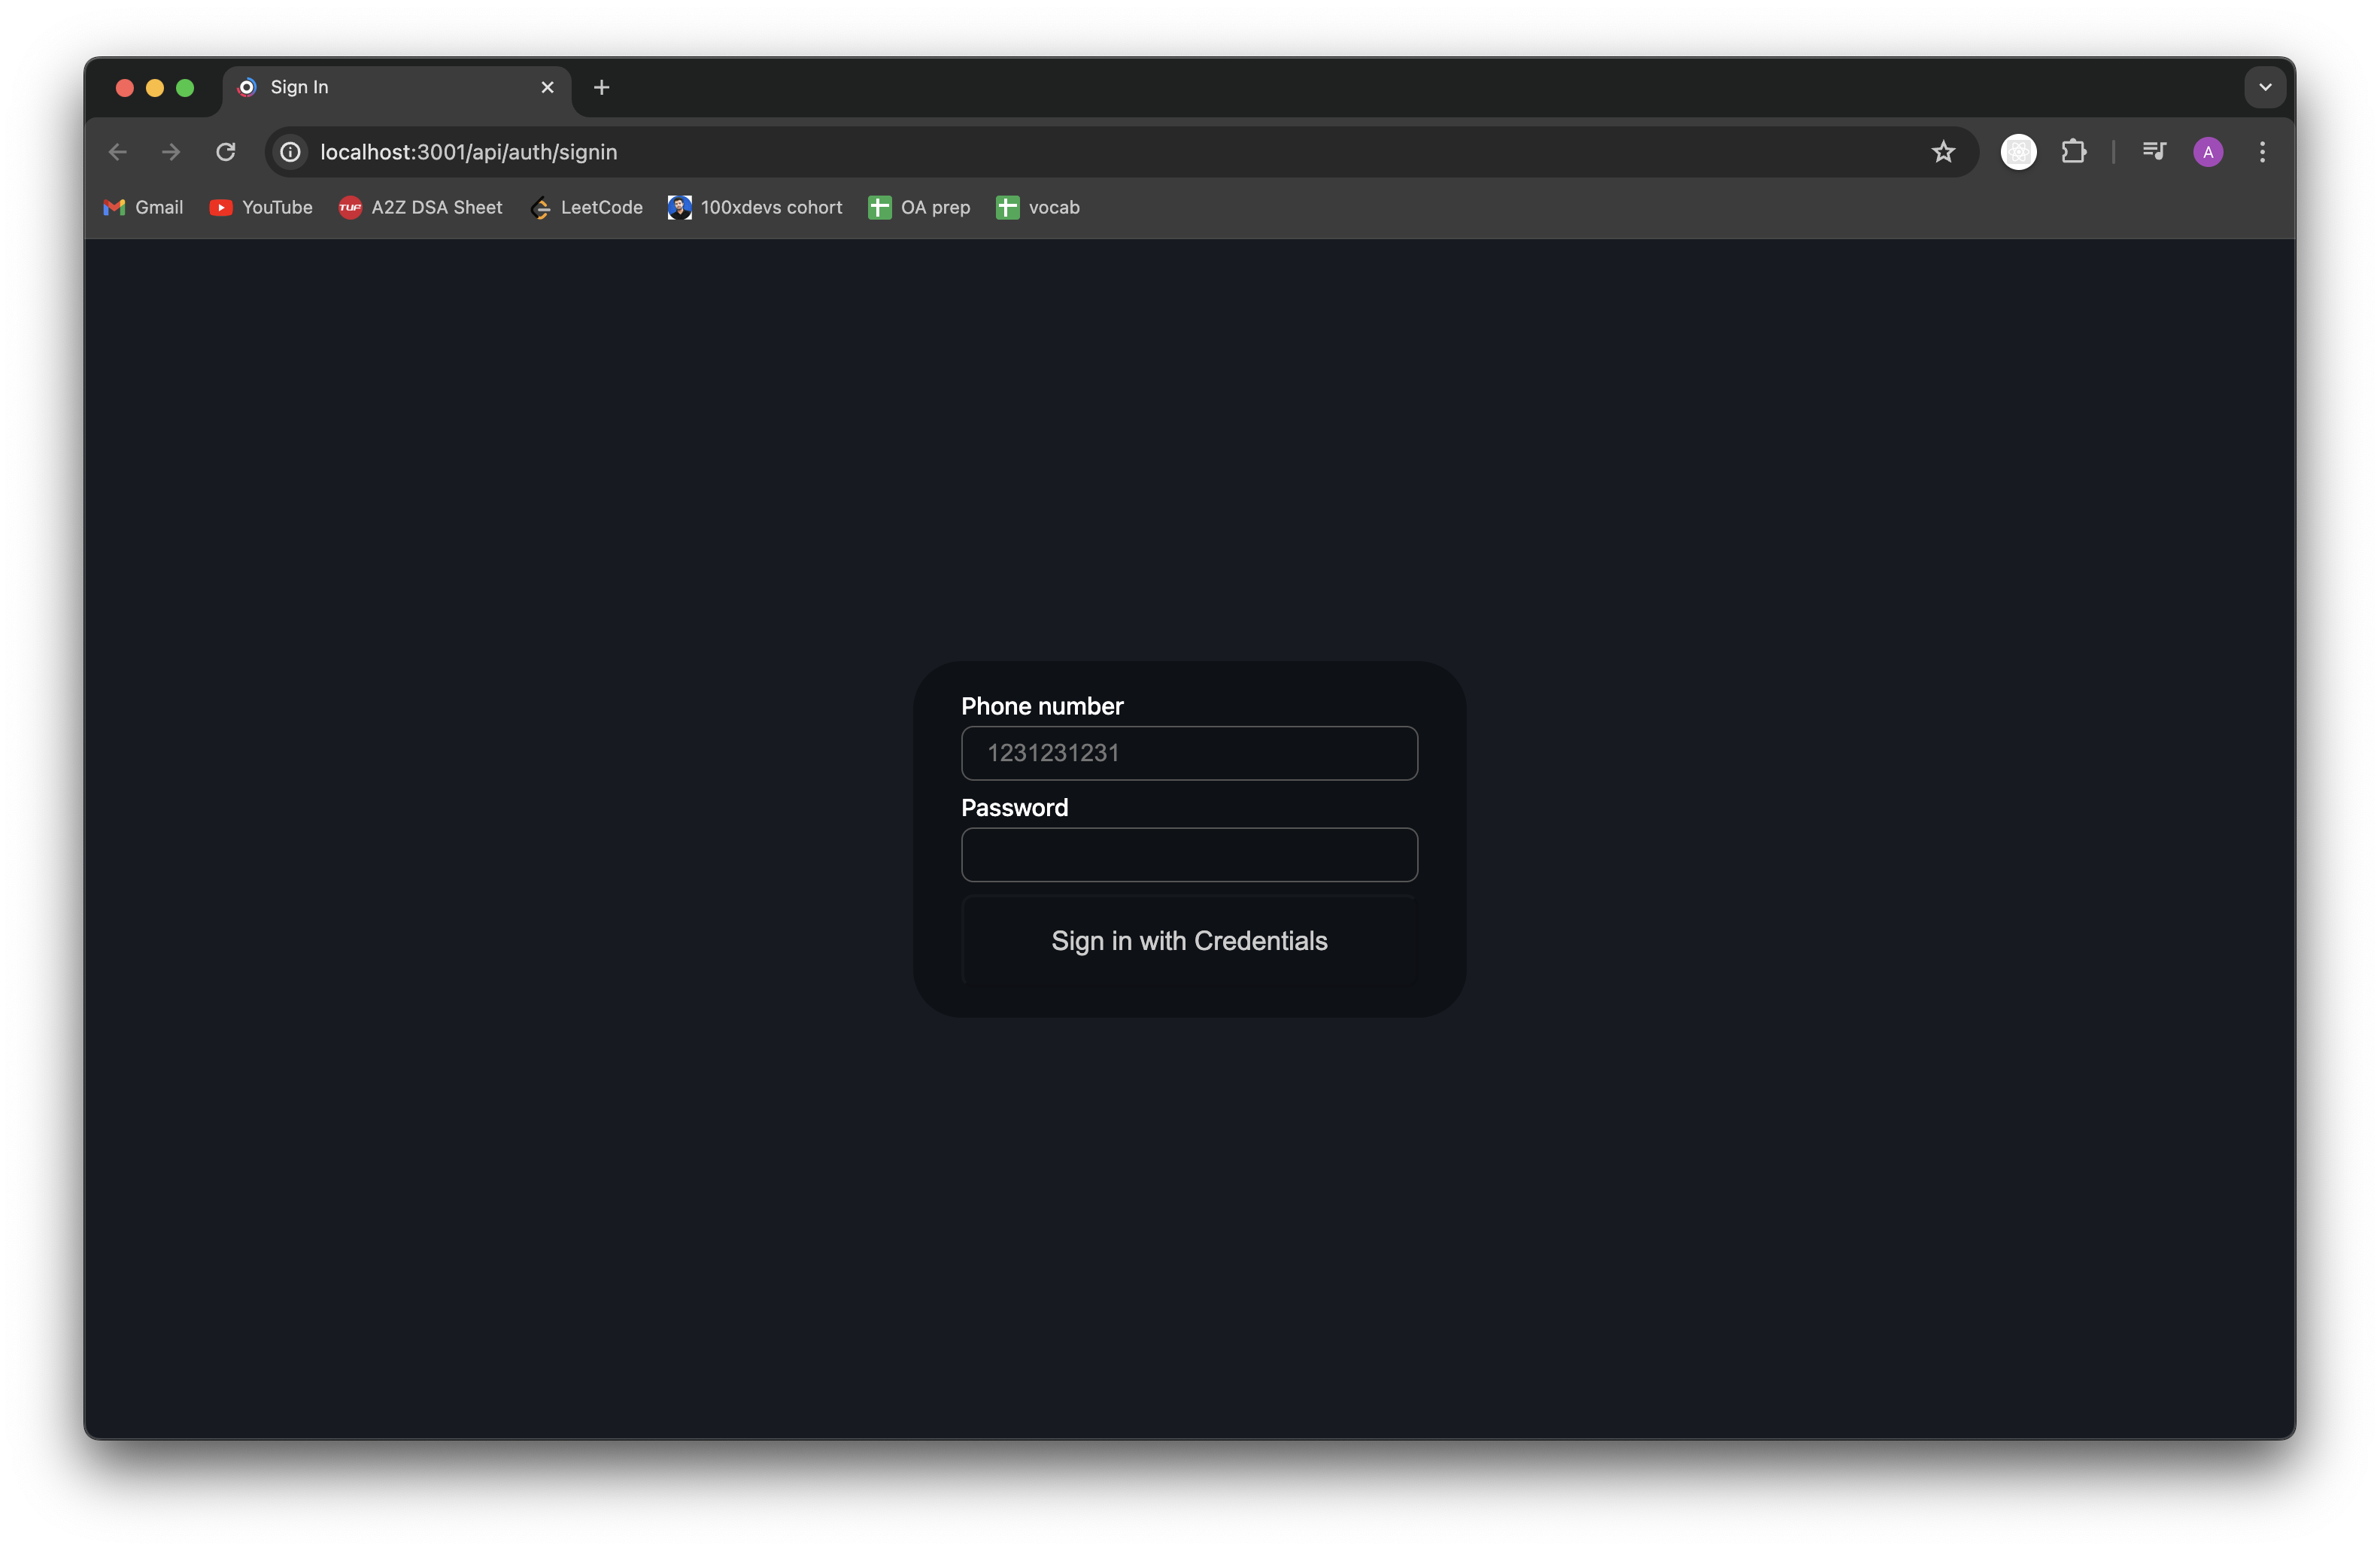 Sign In
localhost:3001/api/auth/signin
A
Gmail YouTube TUF A2Z DSA Sheet LeetCode 100xdevs cohort OA prep vocab
Phone number
1231231231
Password
Sign in with Credentials